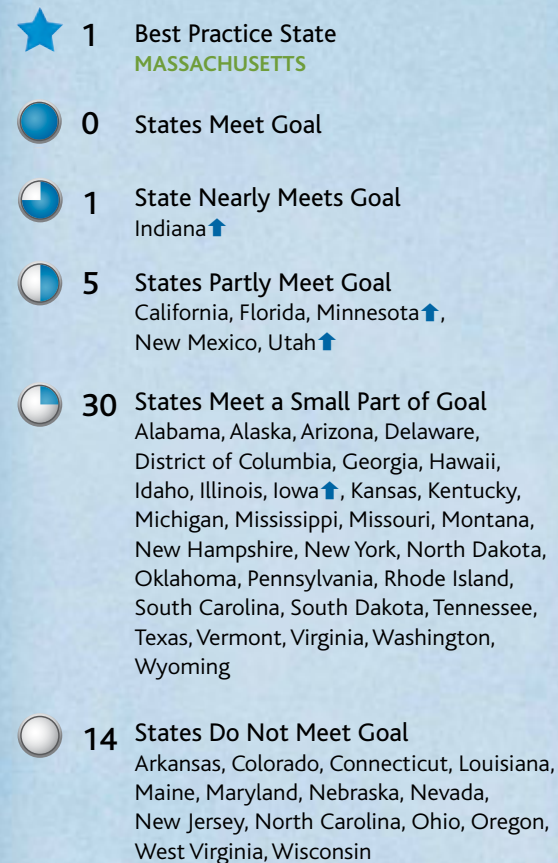 1 Best Practice State
MASSACHUSETTS
0 States Meet Goal
1 State Nearly Meets Goal
Indiana⬆
5 States Partly Meet Goal
California, Florida, Minnesota⬆,
New Mexico, Utah⬆
30 States Meet a Small Part of Goal
Alabama, Alaska, Arizona, Delaware,
District of Columbia, Georgia, Hawaii,
Idaho, Illinois, Iowa⬆, Kansas, Kentucky,
Michigan, Mississippi, Missouri, Montana,
New Hampshire, New York, North Dakota,
Oklahoma, Pennsylvania, Rhode Island,
South Carolina, South Dakota, Tennessee,
Texas, Vermont, Virginia, Washington,
Wyoming
14 States Do Not Meet Goal
Arkansas, Colorado, Connecticut, Louisiana,
Maine, Maryland, Nebraska, Nevada,
New Jersey, North Carolina, Ohio, Oregon,
West Virginia, Wisconsin